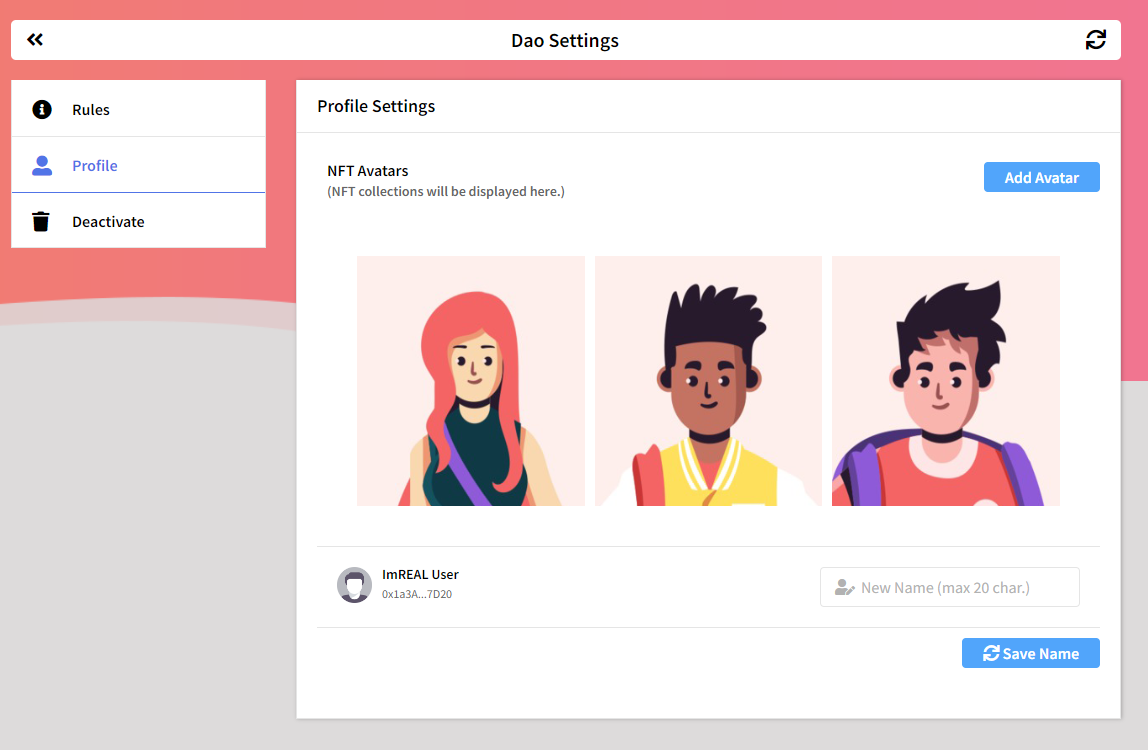 Dao Settings
Rules
Profile
Deactivate
Profile Settings
NFT Avatars
(NFT collections will be displayed here.)
Add Avatar
ImREAL User
0x1a3A...7D20
New Name (max 20 char.)
Save Name